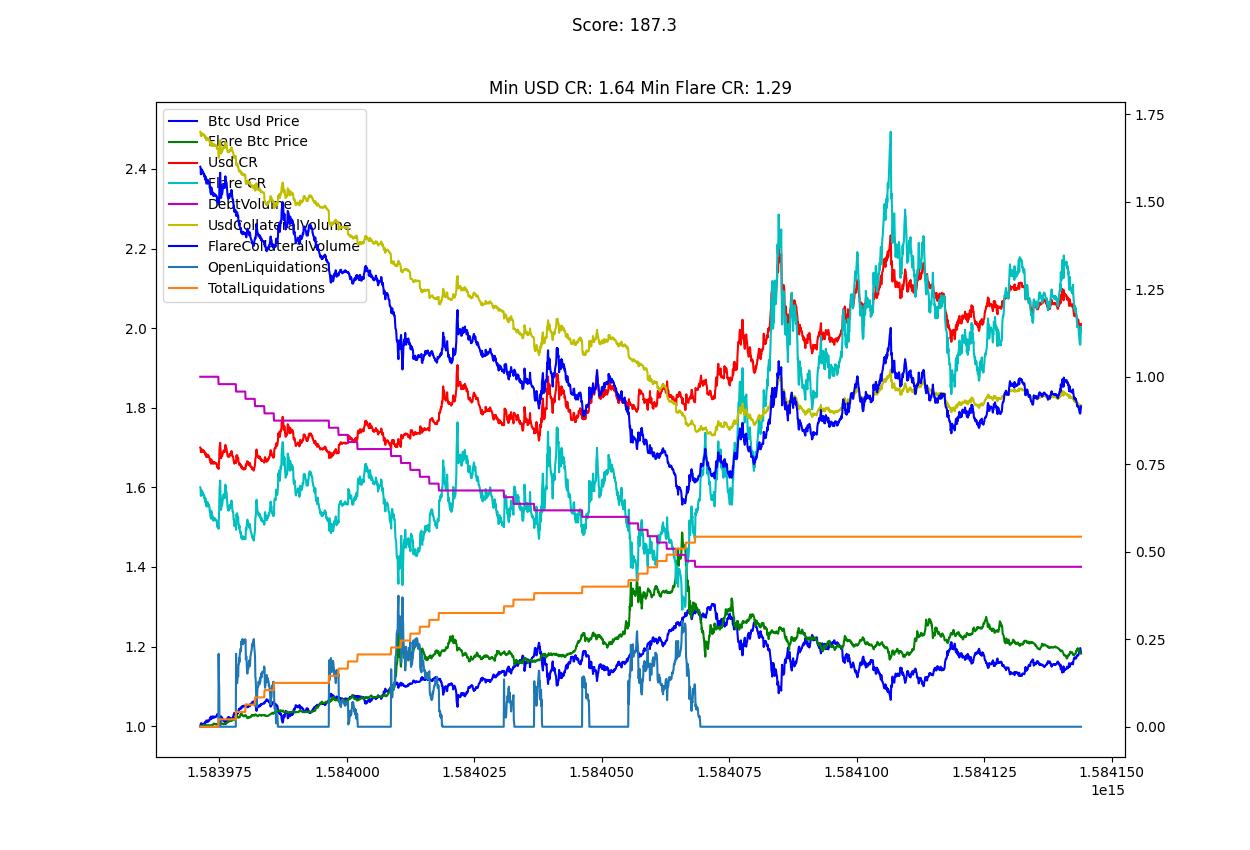 Score: 187.3
Min USD CR: 1.64 Min Flare CR: 1.29
Btc Usd Price
Flare Btc Price
Usd CR
Flare CR
DebtVolume
UsdCollateralVolume
FlareCollateralVolume
OpenLiquidations
TotalLiquidations
2.4
2.2
2.0
1.8
1.6
1.4
1.2
1.0
1.75
1.50
1.25
1.00
0.75
0.50
0.25
0.00
1.583975 1.584000 1.584025 1.584050 1.584075 1.584100 1.584125 1.584150
1e15